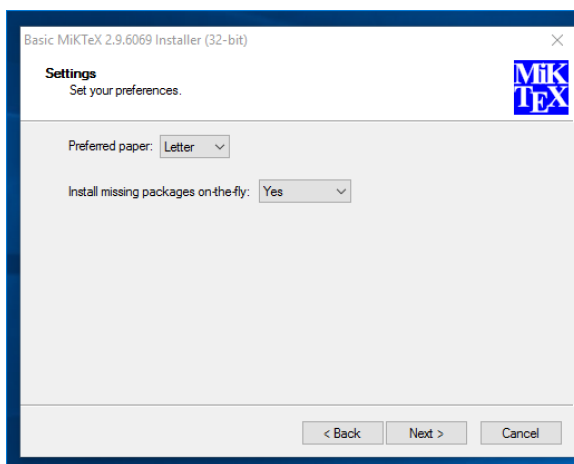 Basic MiKTeX 2.9.6069 Installer (32-bit)
Settings
Set your preferences.
MiK
TEX
Preferred paper: Letter
Install missing packages on-the-fly: Yes
< Back Next > Cancel